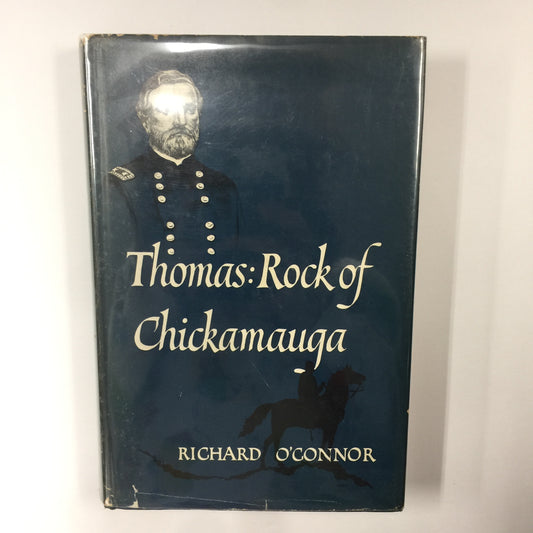 Thomas: Rock of
Chickamauga
RICHARD O'CONNOR